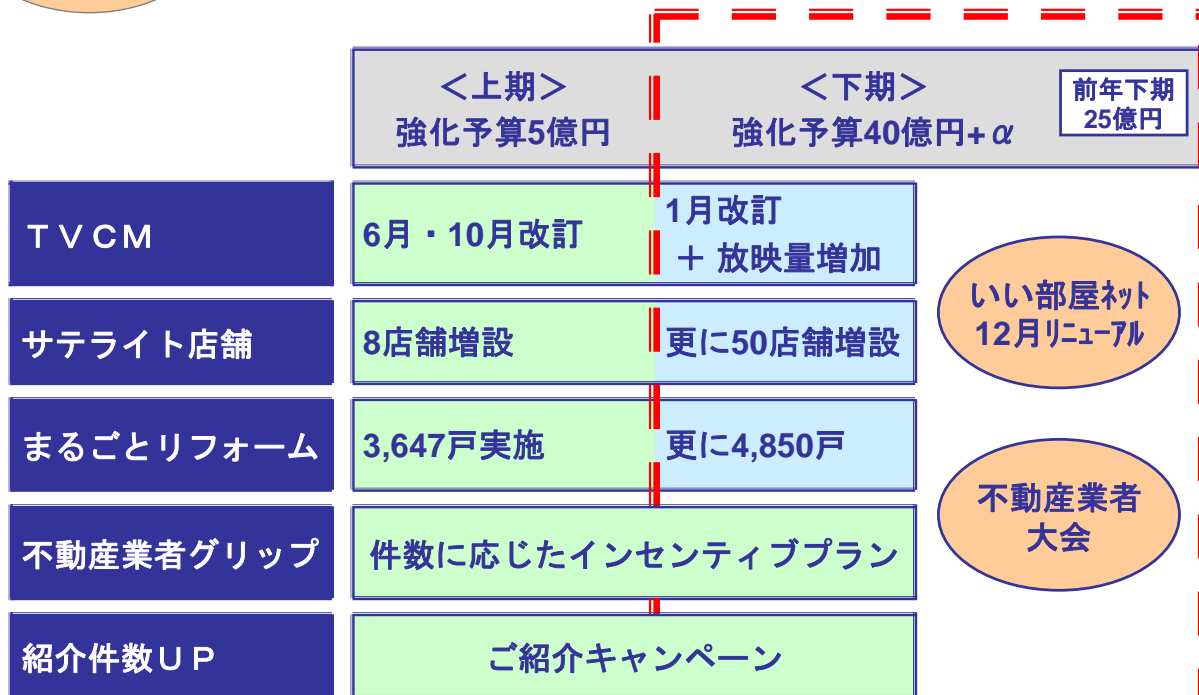 ＜上期＞
強化予算5億円
＜下期＞
強化予算40億円+α
前年下期
25億円
ＴＶＣＭ
6月・10月改訂
1月改訂
＋ 放映量増加
サテライト店舗
8店舗増設
更に50店舗増設
いい部屋ﾈｯﾄ
12月ﾘﾆｭｰｱﾙ
まるごとリフォーム
3,647戸実施
更に4,850戸
不動産業者グリップ
件数に応じたインセンティブプラン
不動産業者
大会
紹介件数ＵＰ
ご紹介キャンペーン